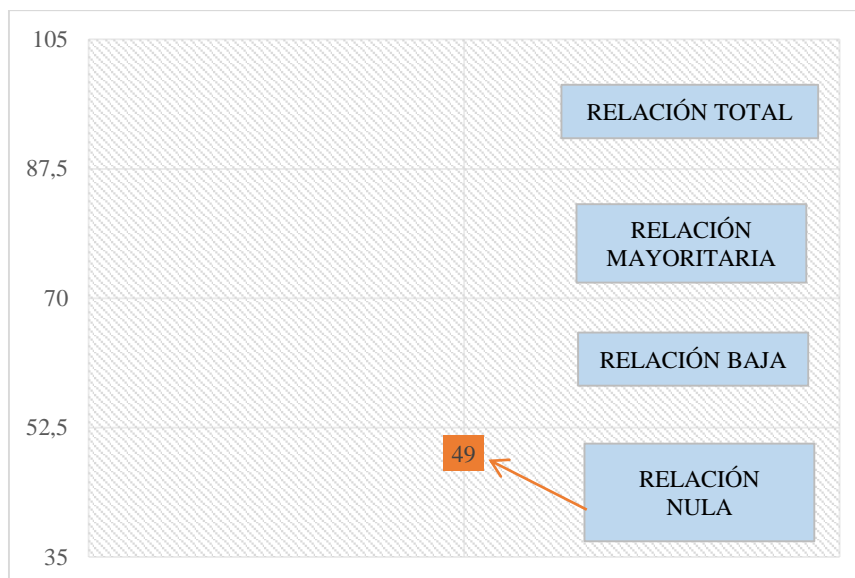 105
RELACIÓN TOTAL
87,5
RELACIÓN
MAYORITARIA
70
RELACIÓN BAJA
52,5
49
RELACIÓN
NULA
35